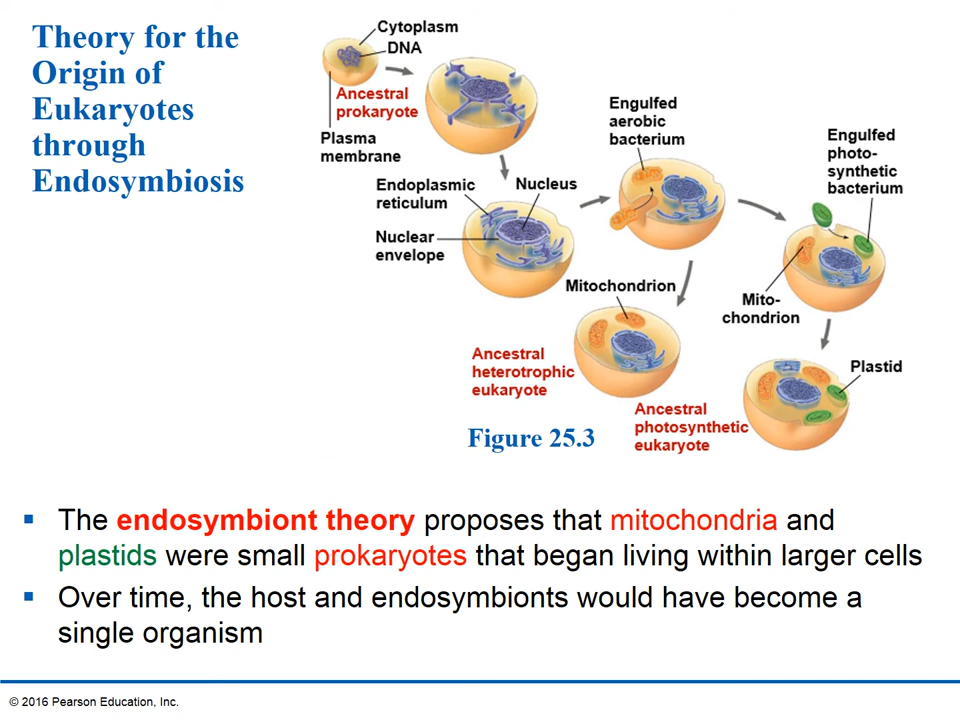 Theory for the
Origin of
Eukaryotes
through
Endosymbiosis
Cytoplasm
DNA
Ancestral
prokaryote
Plasma
membrane
Endoplasmic
reticulum
Nucleus
Nuclear
envelope
Engulfed
aerobic
bacterium
Engulfed
photo-
synthetic
bacterium
Mitochondrion
Mito-
chondrion
Ancestral
heterotrophic
eukaryote
Plastid
Ancestral
photosynthetic
eukaryote
Figure 25.3
▪ The endosymbiont theory proposes that mitochondria and
plastids were small prokaryotes that began living within larger cells
▪ Over time, the host and endosymbionts would have become a
single organism
© 2016 Pearson Education, Inc.